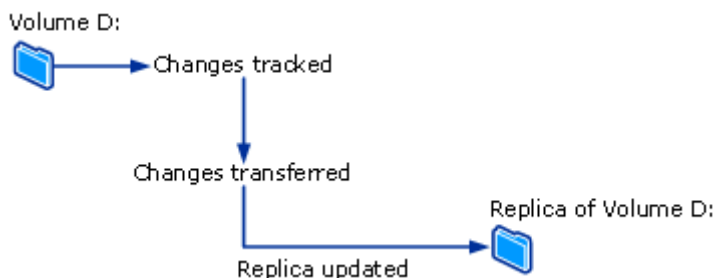 Volume D:
Changes tracked
Changes transferred
Replica of Volume D:
Replica updated